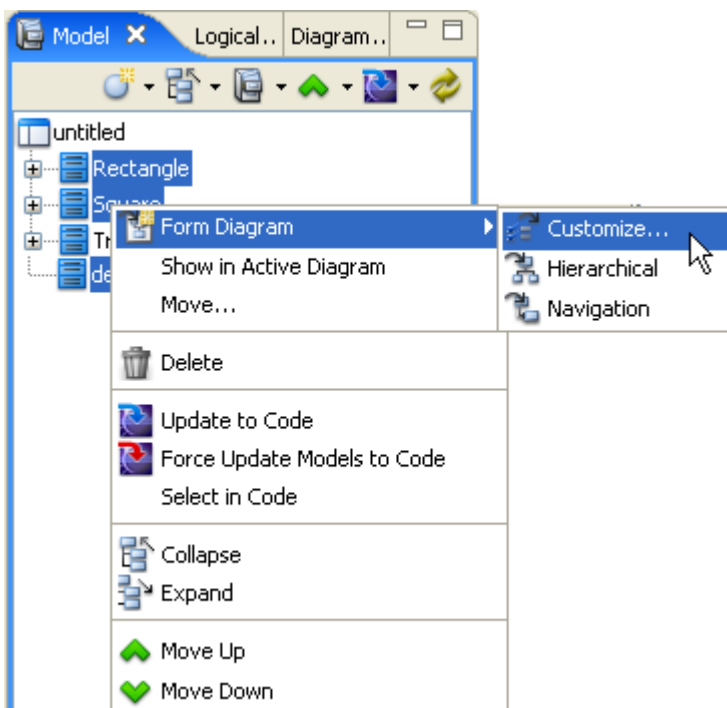 Model Logical.. Diagram..
untitled
Rectangle
Square
Form Diagram
Customize...
Show in Active Diagram
Hierarchical
Move...
Navigation
Delete
Update to Code
Force Update Models to Code
Select in Code
Collapse
Expand
Move Up
Move Down